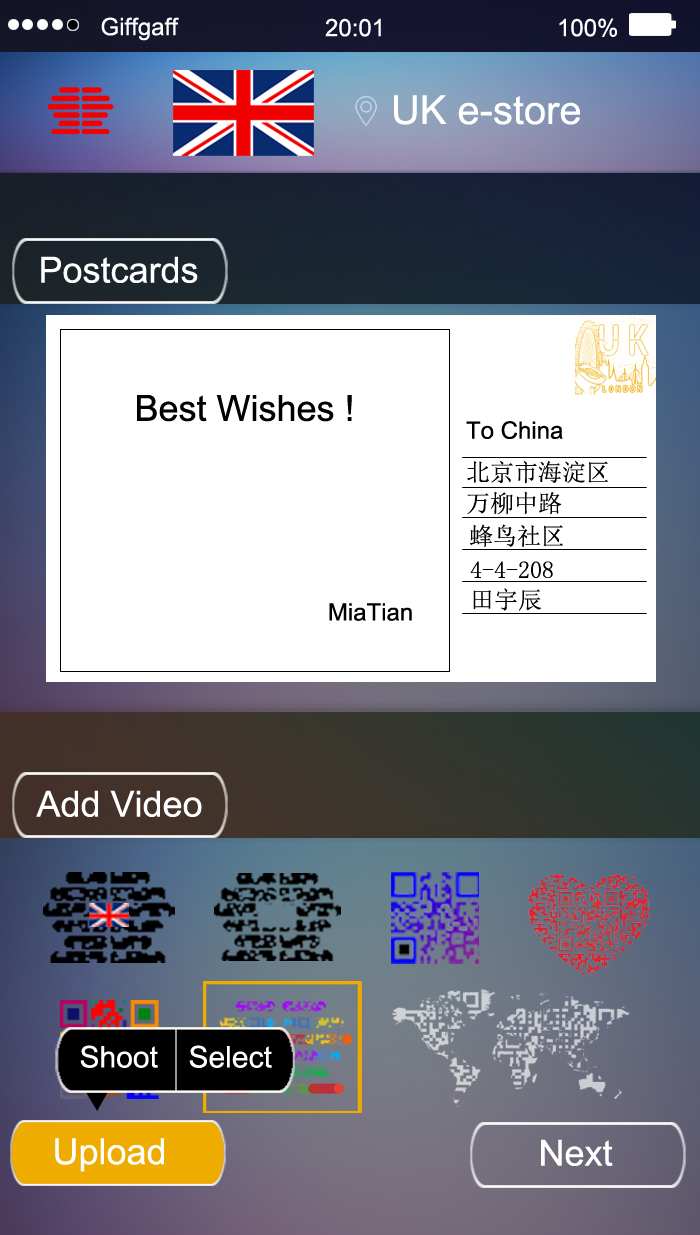 Giffgaff 20:01 100%
UK e-store
Postcards
UK
LONDON
Best Wishes !
MiaTian
To China
北京市海淀区
万柳中路
蜂鸟社区
4-4-208
田宇辰
Add Video
Shoot Select
Upload
Next